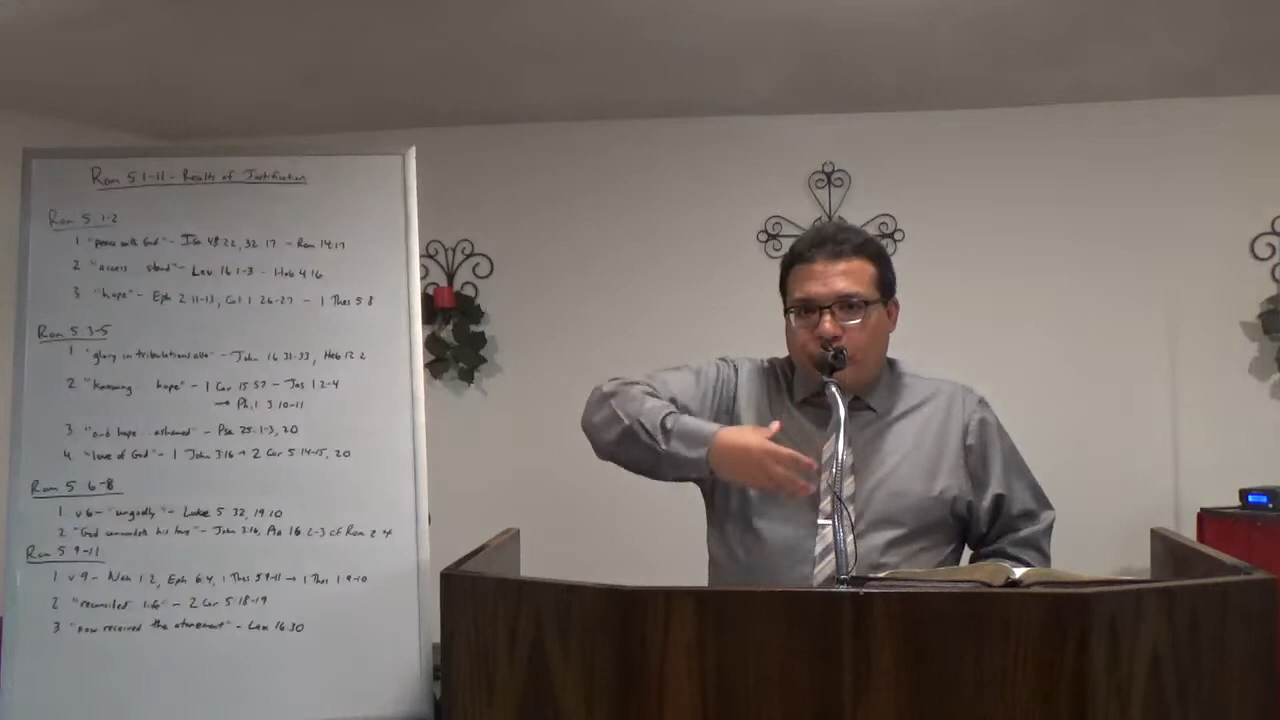 Rom 5 1-11 - Results of Justification
Rom 5 1-2
1 "peace with God" - Isa 48 22, 32 17 - Rom 14:17
2 "access stand" - Lev 16 1-3 - Heb 4 16
3 "hope" - Eph 2 11-13, Col 1 26-27 - 1 Thes 5 8
Rom 5 3-5
1 "glory in tribulations also" - John 16 31-33, Heb 12 2
2 "knowing hope" - 1 Cor 15 57 - Jas 1 2-4
→ Phil 3 10-11
3 "and hope ashamed" - Psa 25 1-3, 20
4 "love of God" - 1 John 3 16 → 2 Cor 5 14-15, 20
Rom 5 6-8
1 v 6 - "ungodly" - Luke 5 32, 19 10
2 "God commendeth his love" - John 3:16, 16 2-3 cf Rom 2 4
Rom 5 9-11
1 v 9 - Nah 1 2, Eph 6 4, 1 Thes 5 9-11 → 1 Thes 1 9-10
2 "reconciled life" - 2 Cor 5 18-19
3 "now received the atonement" - 16 30